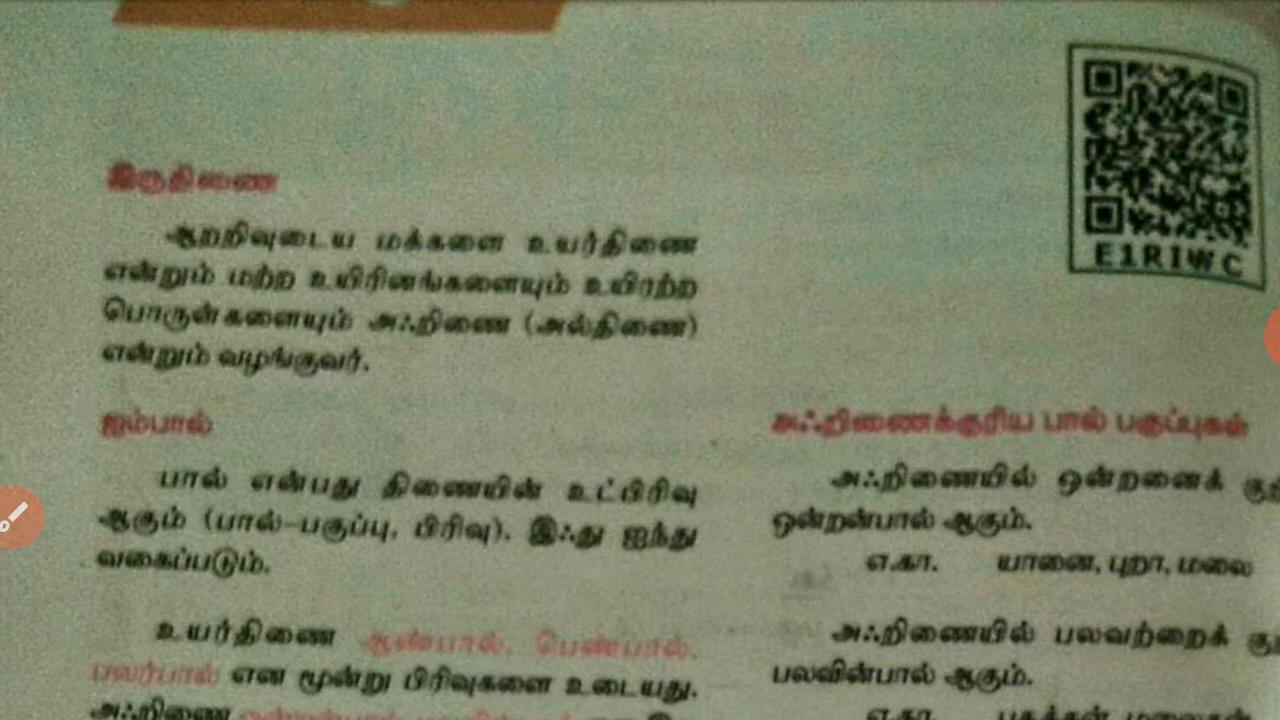 இருதிணை
ஆறறிவுடைய மக்களை உயர்திணை
என்றும் மற்ற உயிரினங்களையும் உயிரற்ற
பொருள்களையும் அஃறிணை (அல்திணை)
என்றும் வழங்குவர்.
ஐம்பால்
பால் என்பது திணையின் உட்பிரிவு
ஆகும் (பால்-பகுப்பு, பிரிவு). இஃது ஐந்து
வகைப்படும்.
உயர்திணை ஆண்பால், பெண்பால்,
பலர்பால் என மூன்று பிரிவுகளை உடையது.
அஃறிணை
E1RIWC
அஃறிணைக்குரிய பால் பகுப்புகள்
அஃறிணையில் ஒன்றனைக்
ஒன்றன்பால் ஆகும்.
எ.கா. யானை, புறா, மலை
அஃறிணையில் பலவற்றைக்
பலவின்பால் ஆகும்.
எ.கா.